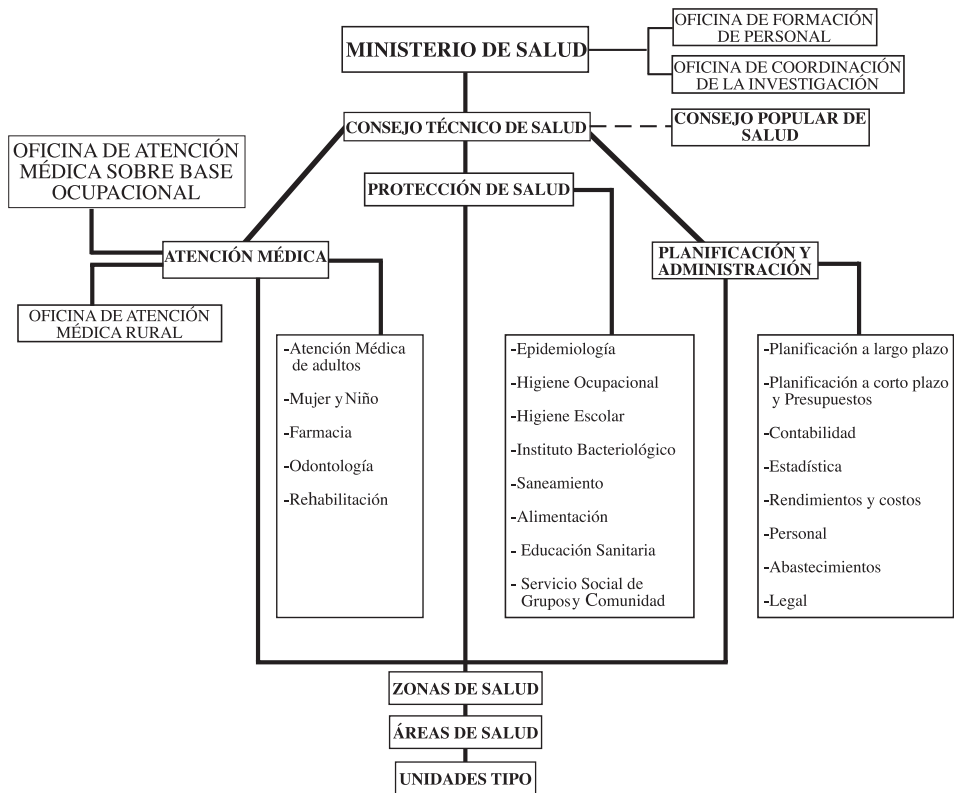 MINISTERIO DE SALUD
OFICINA DE FORMACIÓN
DE PERSONAL
OFICINA DE COORDINACIÓN
DE LA INVESTIGACIÓN
CONSEJO TÉCNICO DE SALUD
CONSEJO POPULAR DE
SALUD
OFICINA DE ATENCIÓN
MÉDICA SOBRE BASE
OCUPACIONAL
PROTECCIÓN DE SALUD
ATENCIÓN MÉDICA
PLANIFICACIÓN Y
ADMINISTRACIÓN
OFICINA DE ATENCIÓN
MÉDICA RURAL
-Atención Médica
de adultos
-Mujer y Niño
-Farmacia
-Odontología
-Rehabilitación
-Epidemiología
-Higiene Ocupacional
-Higiene Escolar
-Instituto Bacteriológico
-Saneamiento
-Alimentación
- Educación Sanitaria
- Servicio Social de
Grupos y Comunidad
-Planificación a largo plazo
-Planificación a corto plazo
y Presupuestos
-Contabilidad
-Estadística
-Rendimientos y costos
-Personal
-Abastecimientos
-Legal
ZONAS DE SALUD
ÁREAS DE SALUD
UNIDADES TIPO